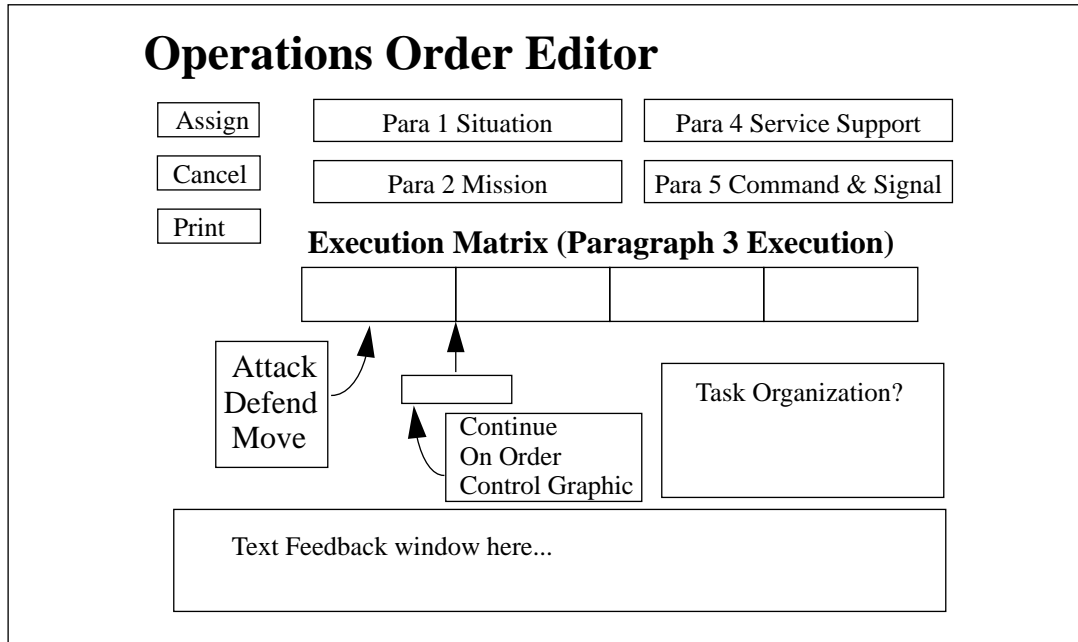 Operations Order Editor
Assign
Para 1 Situation
Para 4 Service Support
Cancel
Para 2 Mission
Para 5 Command & Signal
Print
Execution Matrix (Paragraph 3 Execution)
Attack
Defend
Move
Continue
On Order
Control Graphic
Task Organization?
Text Feedback window here...